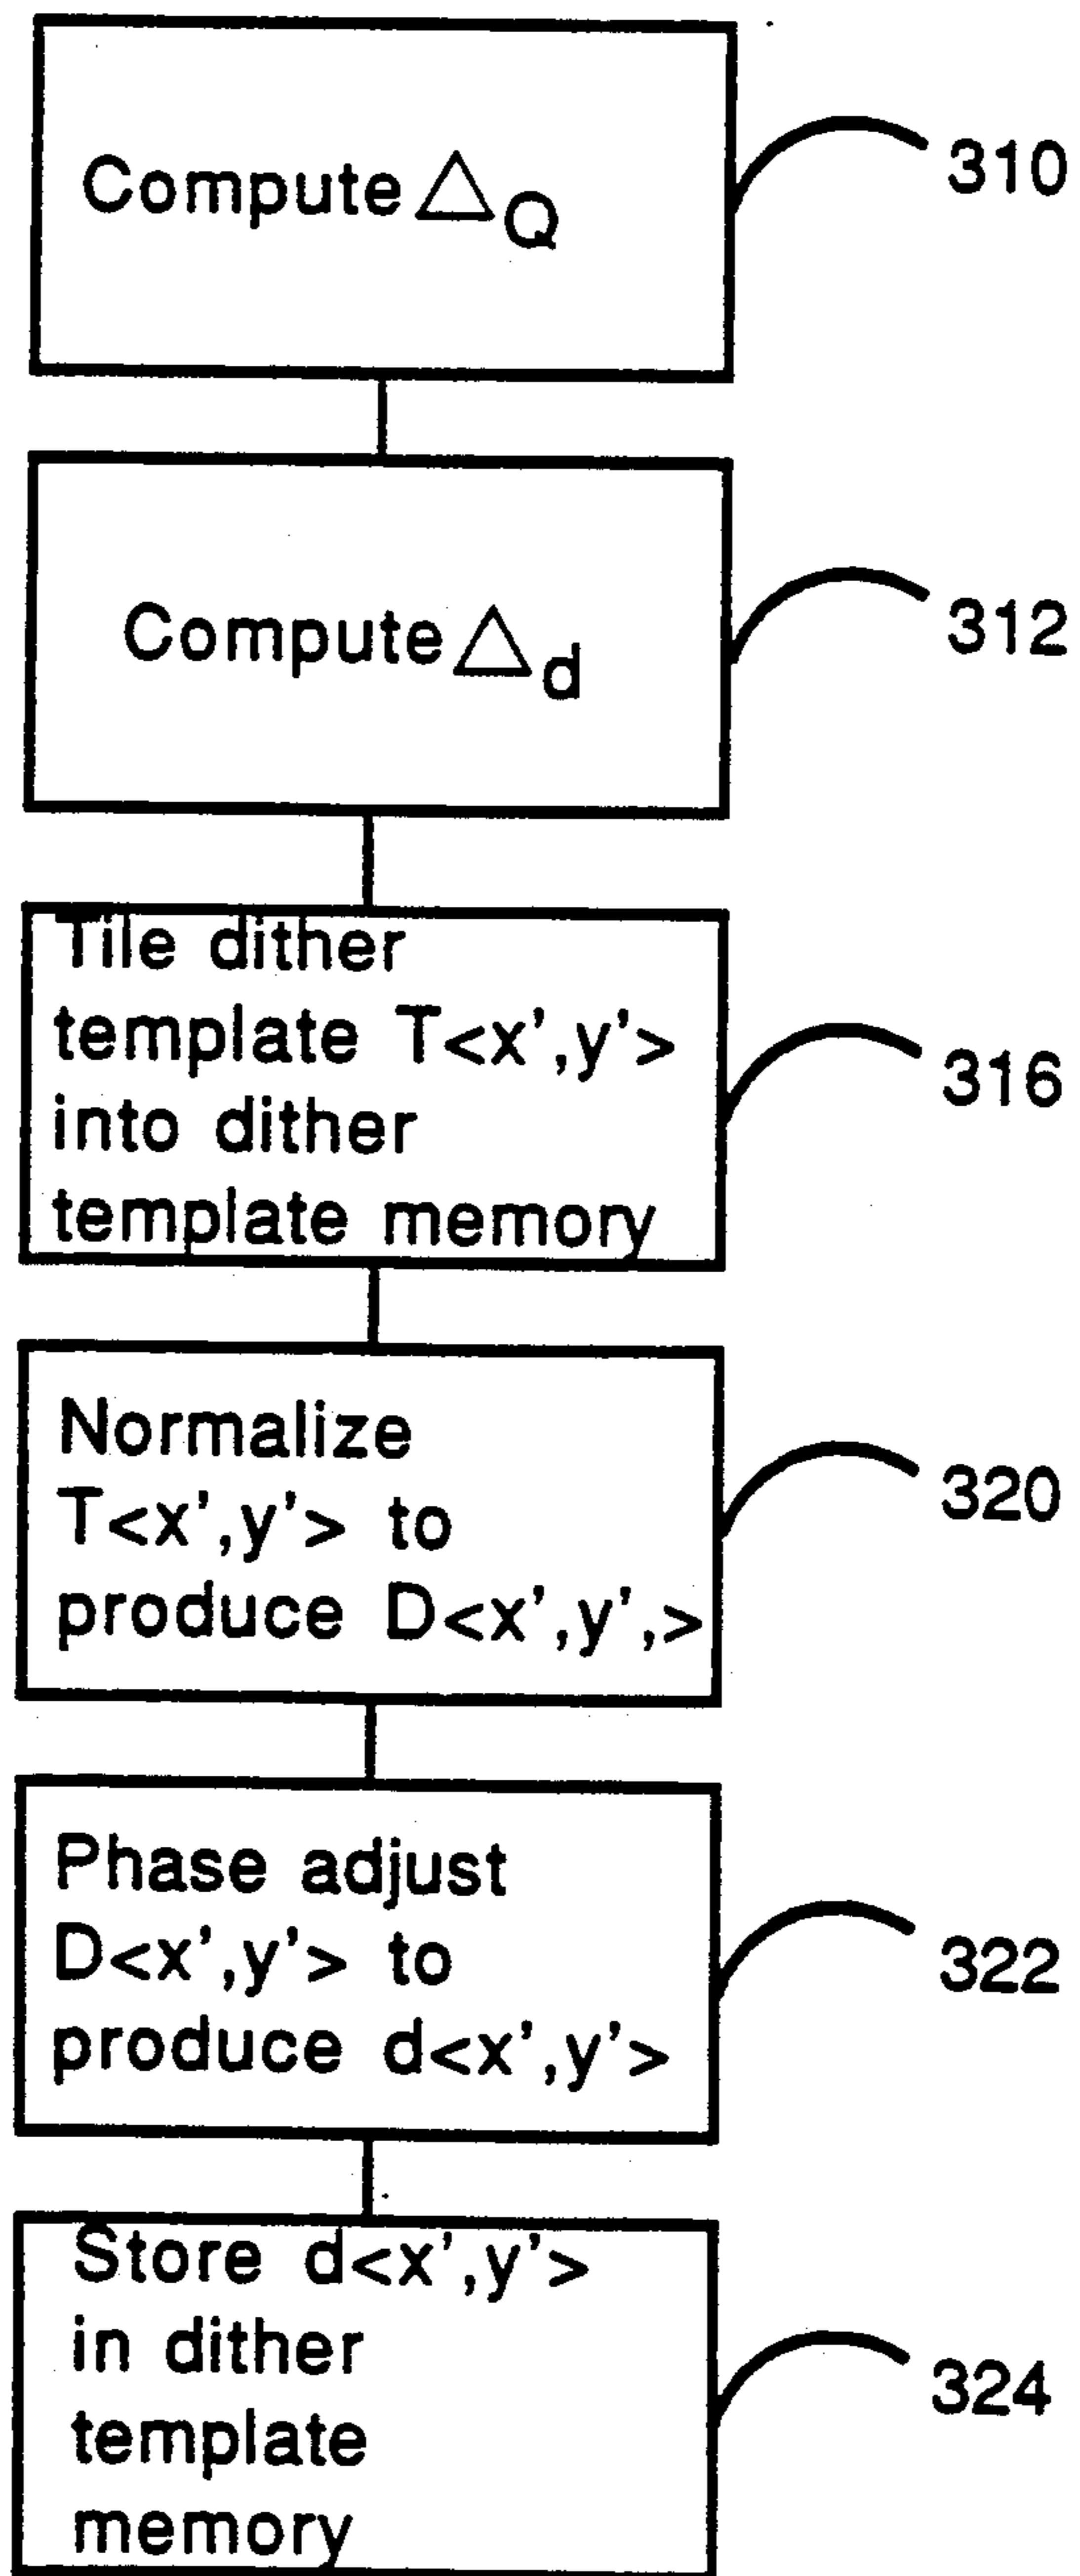 Compute △Q
310
Compute △d
312
Tile dither
template T<x',y'>
into dither
template memory
316
Normalize
T<x',y'> to
produce D<x',y',>
320
Phase adjust
D<x',y'> to
produce d<x',y'>
322
Store d<x',y'>
in dither
template
memory
324